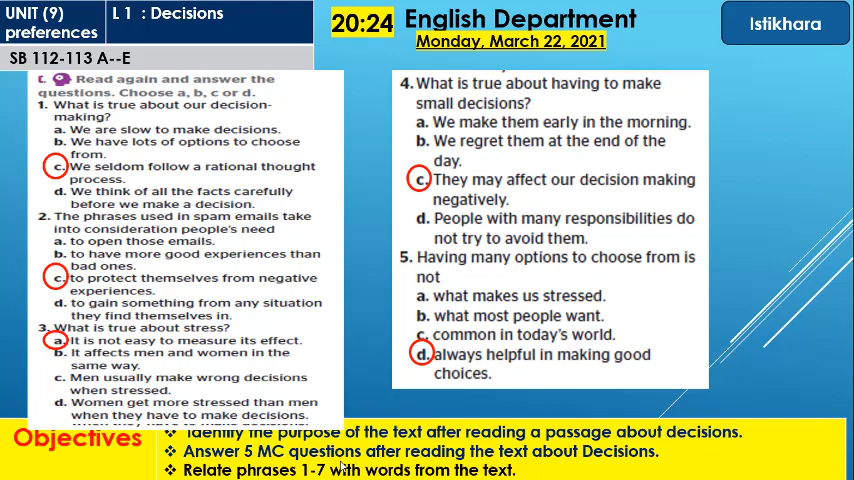 UNIT (9)
preferences
L 1 : Decisions
SB 112-113 A--E
20:24
English Department
Monday, March 22, 2021
Istikhara
Read again and answer the
questions. Choose a, b, c or d.
1. What is true about our decision-
making?
a. We are slow to make decisions.
b. We have lots of options to choose
from.
c. We seldom follow a rational thought
process.
d. We think of all the facts carefully
before we make a decision.
2. The phrases used in spam emails take
into consideration people's need
a. to open those emails.
b. to have more good experiences than
bad ones.
c. to protect themselves from negative
experiences.
d. to gain something from any situation
they find themselves in.
3. What is true about stress?
a. It is not easy to measure its effect.
b. It affects men and women in the
same way.
c. Men usually make wrong decisions
when stressed.
d. Women get more stressed than men
when they have to make decisions.
when they have to make decisions.
4. What is true about having to make
small decisions?
a. We make them early in the morning.
b. We regret them at the end of the
day.
c. They may affect our decision making
negatively.
d. People with many responsibilities do
not try to avoid them.
5. Having many options to choose from is
not
a. what makes us stressed.
b. what most people want.
c. common in today's world.
d. always helpful in making good
choices.
Objectives
❖ Identify the purpose of the text after reading a passage about decisions.
❖ Answer 5 MC questions after reading the text about Decisions.
❖ Relate phrases 1-7 with words from the text.